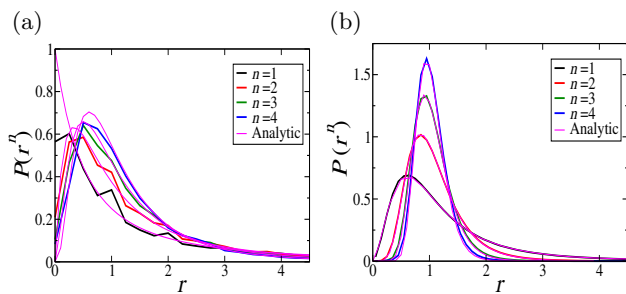 (a)
(b)
1
0.8
0.6
0.4
0.2
0
P(r^n)
0 1 2 3 4
r
n=1
n=2
n=3
n=4
Analytic
1.5
1
0.5
0
P(r^n)
0 1 2 3 4
r
n=1
n=2
n=3
n=4
Analytic